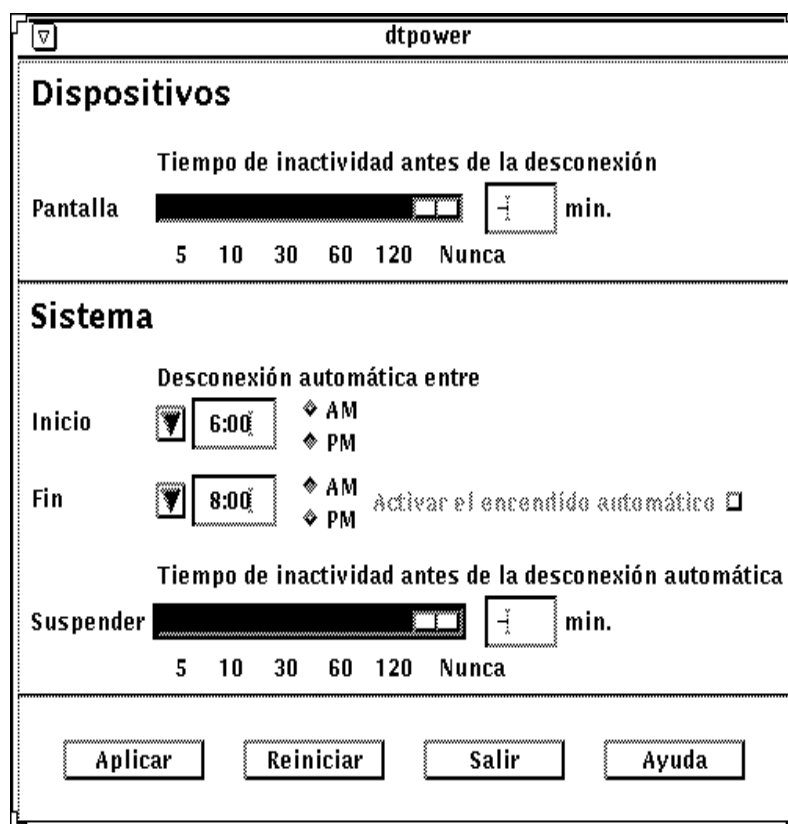 dtpower
Dispositivos
Tiempo de inactividad antes de la desconexión
Pantalla - min.
5 10 30 60 120 Nunca
Sistema
Desconexión automática entre
Inicio 6:00 AM
PM
Fin 8:00 AM
PM
Activar el encendido automático
Tiempo de inactividad antes de la desconexión automática
Suspender - min.
5 10 30 60 120 Nunca
Aplicar Reiniciar Salir Ayuda